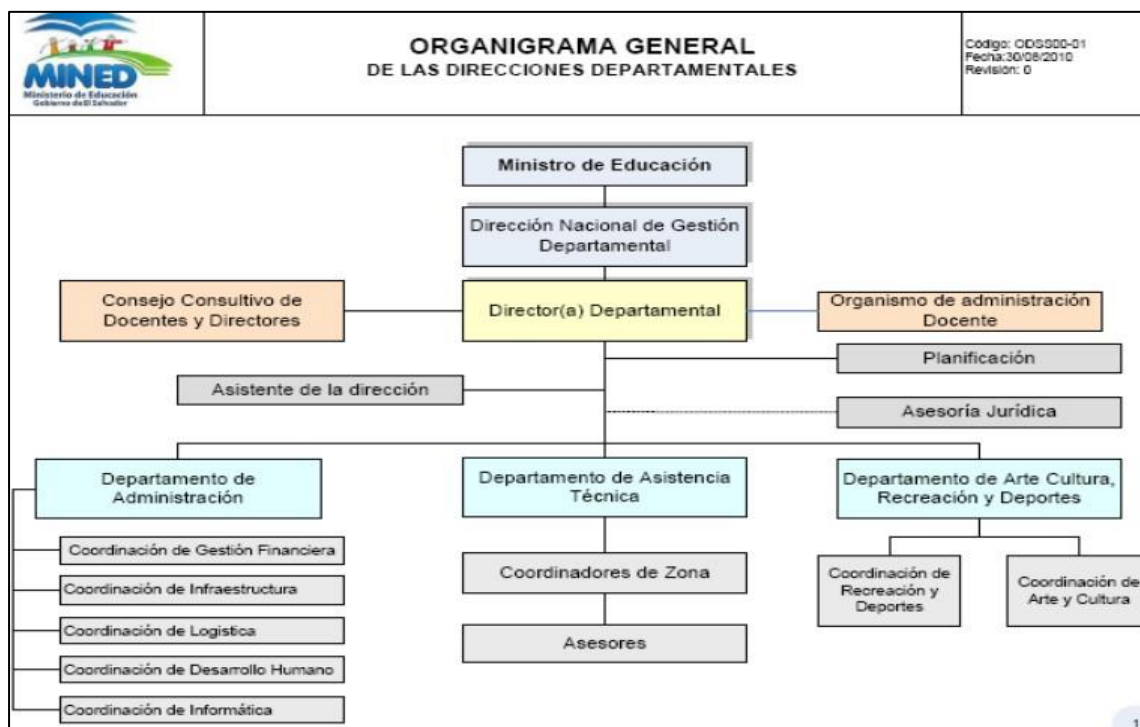 MINED
Ministerio de Educación
Gobierno de El Salvador
ORGANIGRAMA GENERAL
DE LAS DIRECCIONES DEPARTAMENTALES
Código: ODSS00-01
Fecha:30/08/2010
Revisión: 0
Ministro de Educación
Dirección Nacional de Gestión
Departamental
Consejo Consultivo de
Docentes y Directores
Director(a) Departamental
Organismo de administración
Docente
Planificación
Asistente de la dirección
Asesoría Jurídica
Departamento de
Administración
Departamento de Asistencia
Técnica
Departamento de Arte Cultura,
Recreación y Deportes
Coordinación de Gestión Financiera
Coordinación de Infraestructura
Coordinación de Logistica
Coordinación de Desarrollo Humano
Coordinación de Informática
Coordinadores de Zona
Asesores
Coordinación de
Recreación y
Deportes
Coordinación de
Arte y Cultura
1